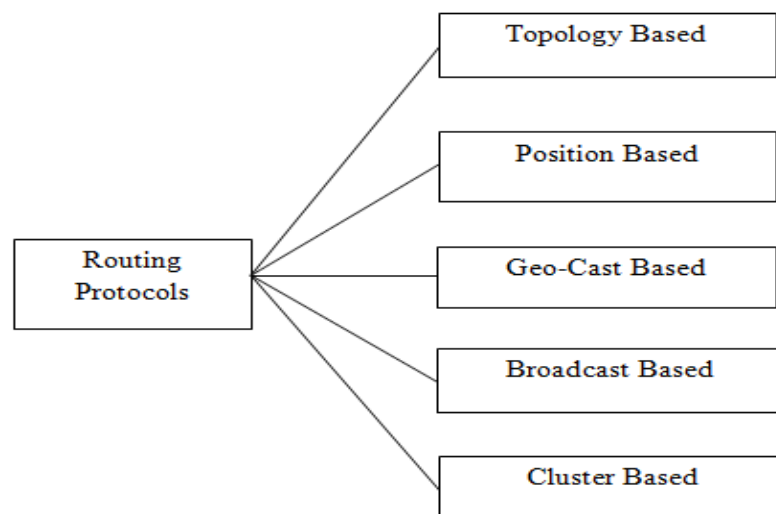 Topology Based
Position Based
Routing
Protocols
Geo-Cast Based
Broadcast Based
Cluster Based